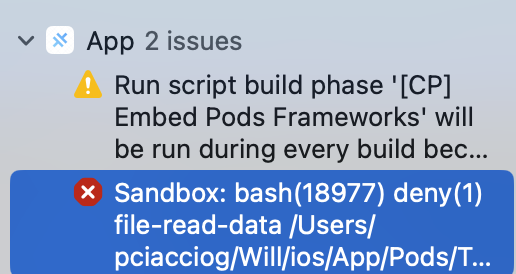 App 2 issues
Run script build phase '[CP]
Embed Pods Frameworks' will
be run during every build bec...
Sandbox: bash(18977) deny(1)
file-read-data /Users/
pciacciog/Will/ios/App/Pods/T...